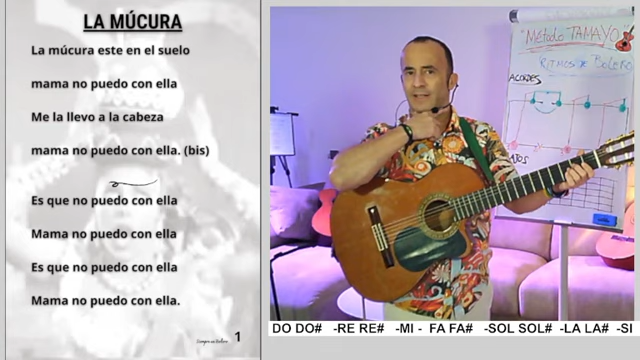 LA MÚCURA
La múcura este en el suelo
mama no puedo con ella
Me la llevo a la cabeza
mama no puedo con ella. (bis)
Es que no puedo con ella
Mama no puedo con ella
Es que no puedo con ella
Mama no puedo con ella.
1
"Método TAMAYO"
RITMOS DE BOLERO
ACORDES
DO DO# -RE RE# -MI - FA FA# -SOL SOL# -LA LA# -SI